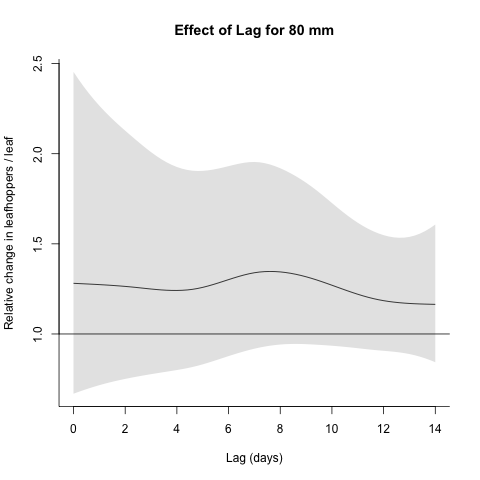 Effect of Lag for 80 mm
Relative change in leafhoppers / leaf
2.5
2.0
1.5
1.0
0 2 4 6 8 10 12 14
Lag (days)